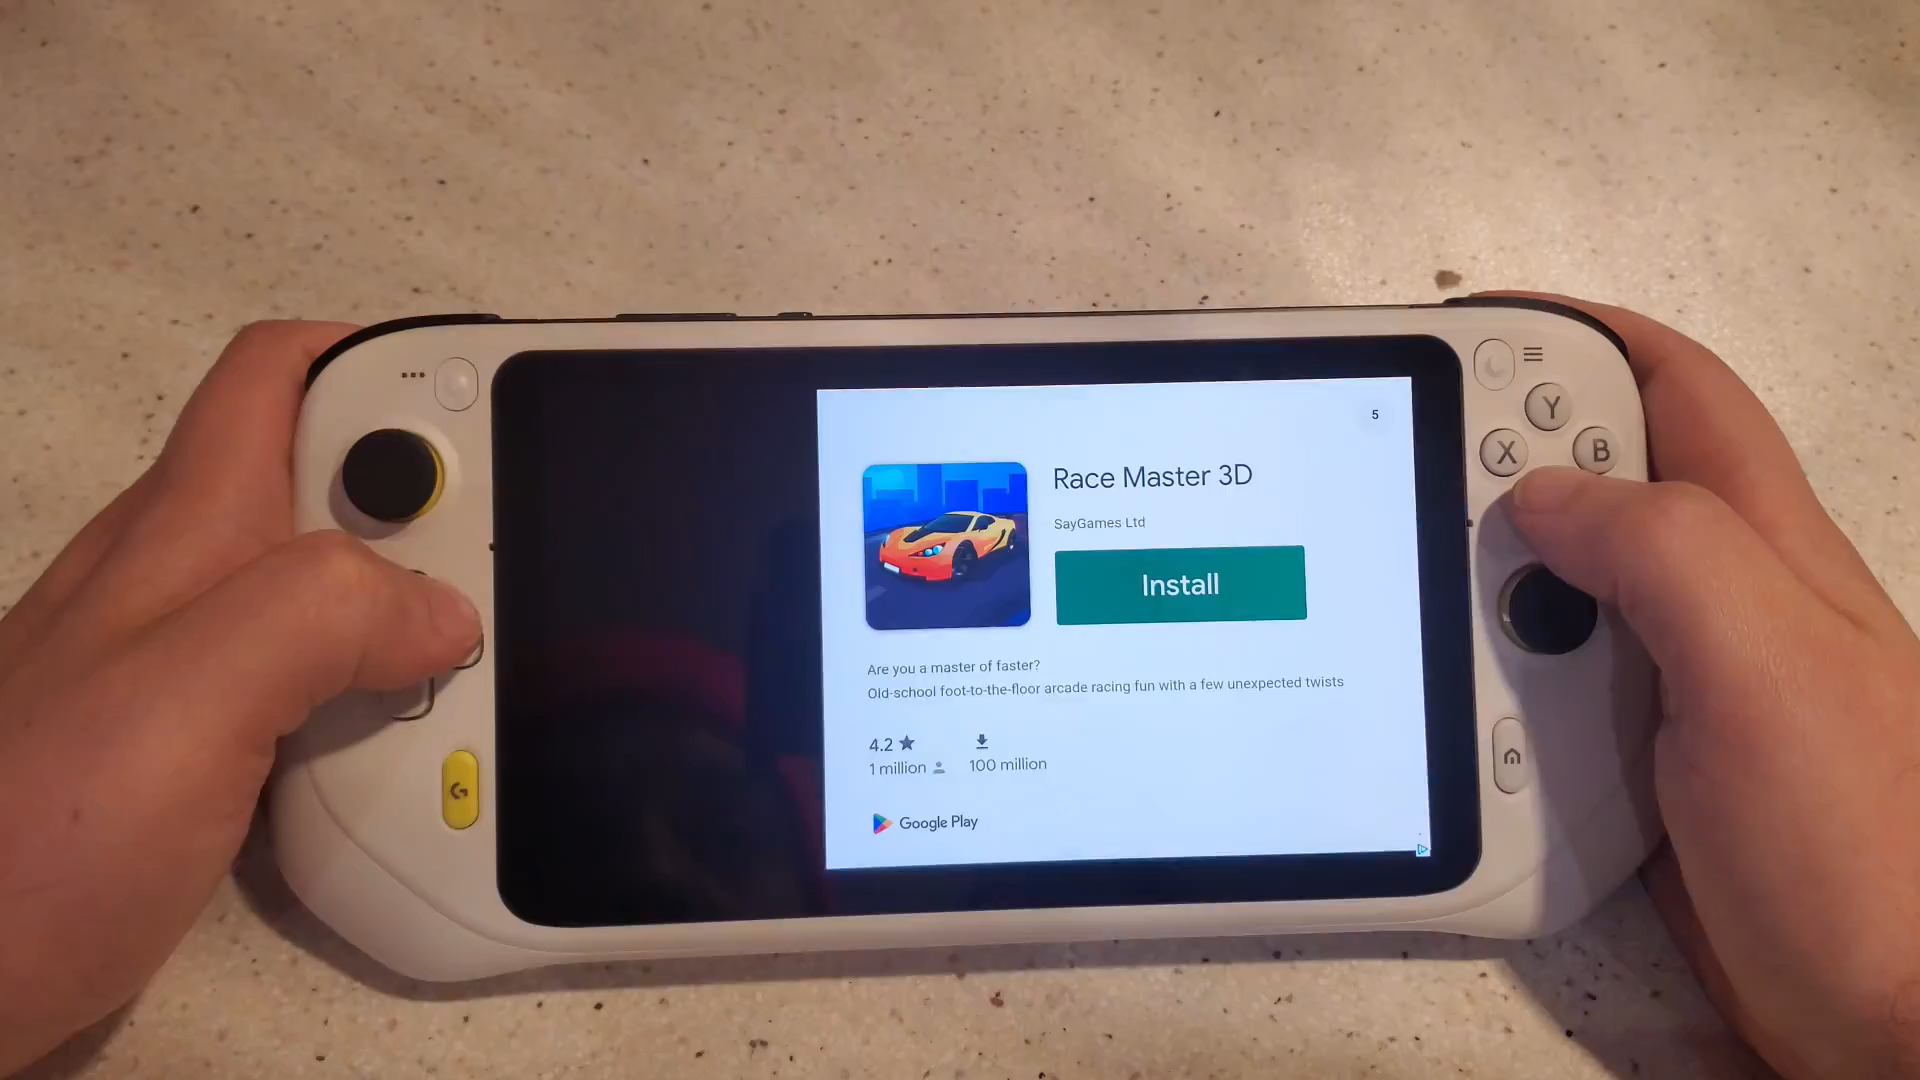 5
Race Master 3D
SayGames Ltd
Install
Are you a master of faster?
Old-school foot-to-the-floor arcade racing fun with a few unexpected twists
4.2
1 million
100 million
Google Play
Y
X
B
G